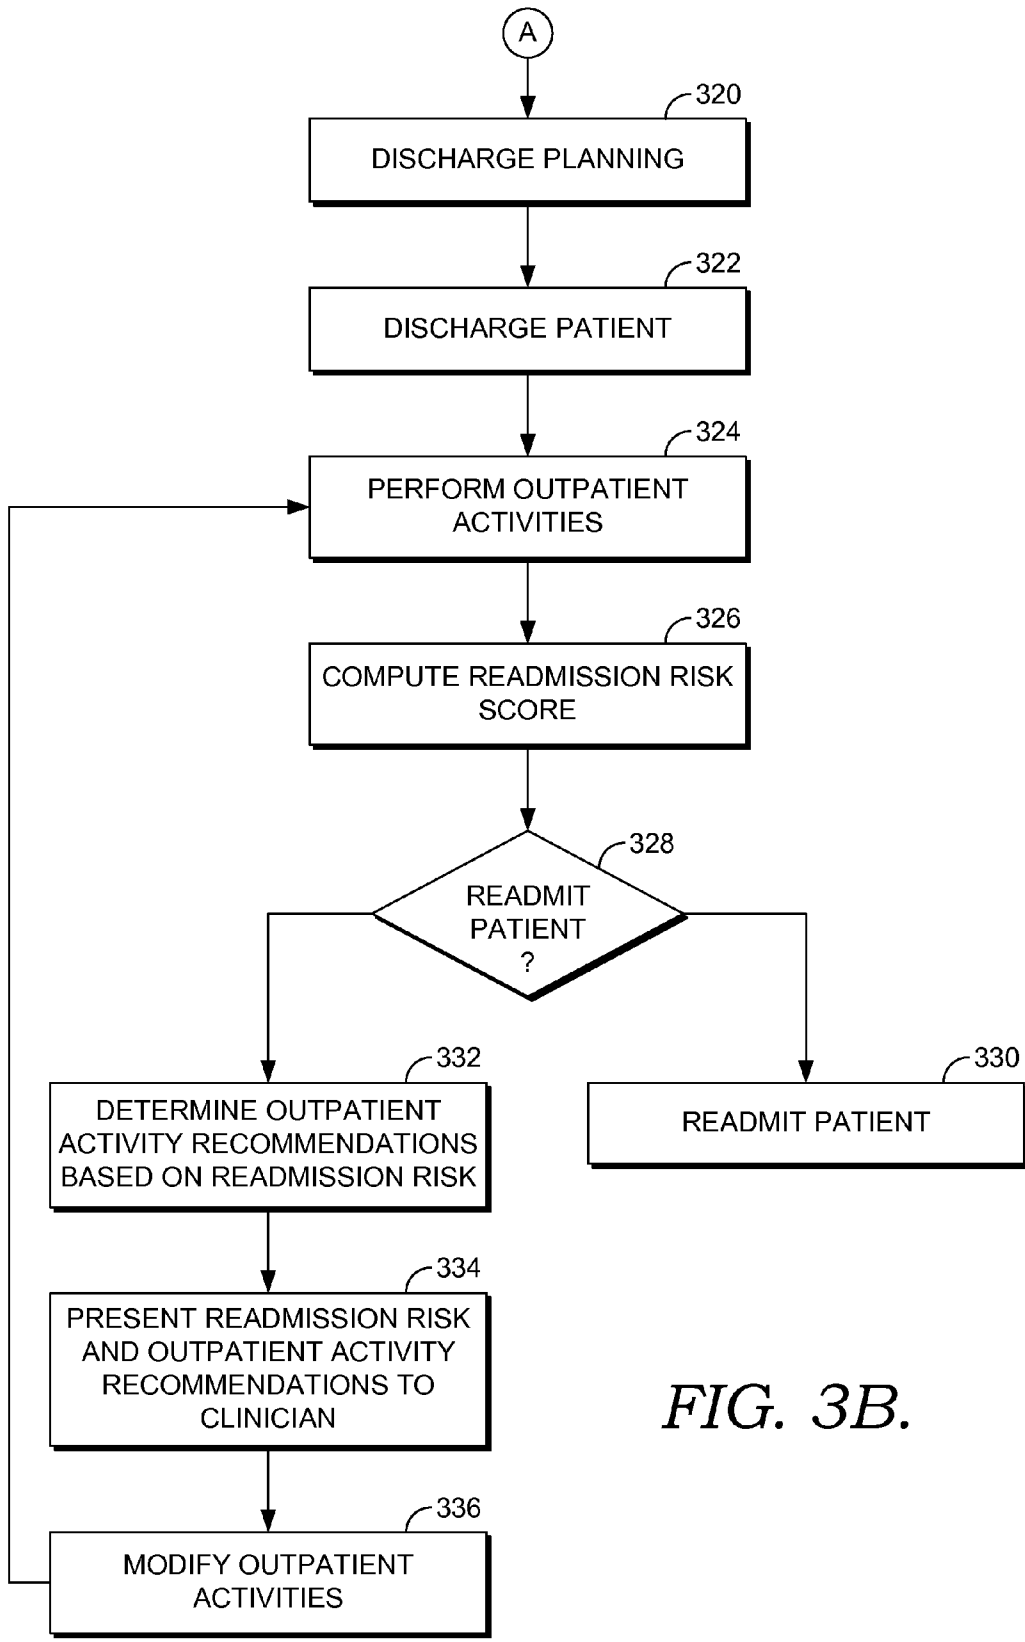 A
320
DISCHARGE PLANNING
322
DISCHARGE PATIENT
324
PERFORM OUTPATIENT
ACTIVITIES
326
COMPUTE READMISSION RISK
SCORE
328
READMIT
PATIENT
?
332
DETERMINE OUTPATIENT
ACTIVITY RECOMMENDATIONS
BASED ON READMISSION RISK
330
READMIT PATIENT
334
PRESENT READMISSION RISK
AND OUTPATIENT ACTIVITY
RECOMMENDATIONS TO
CLINICIAN
FIG. 3B.
336
MODIFY OUTPATIENT
ACTIVITIES